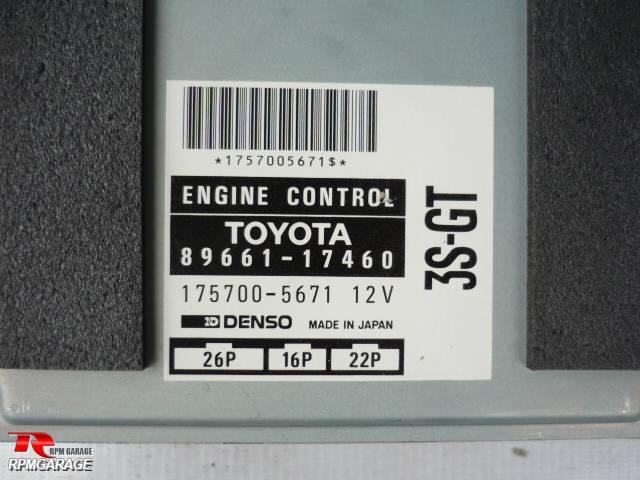 *1757005671$*
ENGINE CONTROL
TOYOTA
89661-17460
175700-5671 12V
DENSO MADE IN JAPAN
26P 16P 22P
3S-GT
R RPM GARAGE
RPMGARAGE